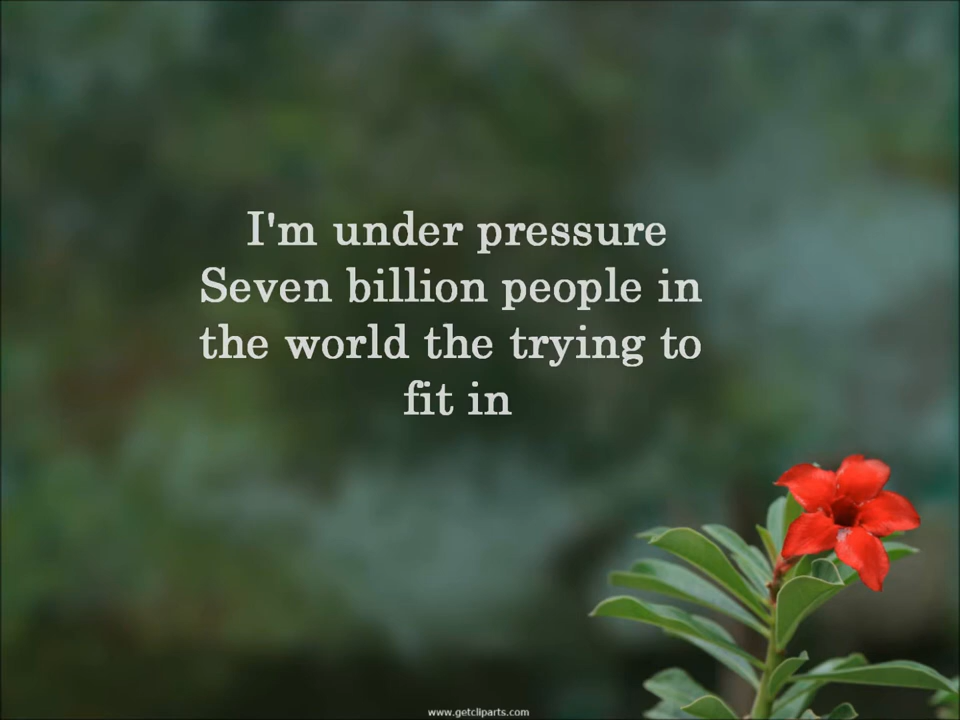 I'm under pressure
Seven billion people in
the world the trying to
fit in
www.getcliparts.com